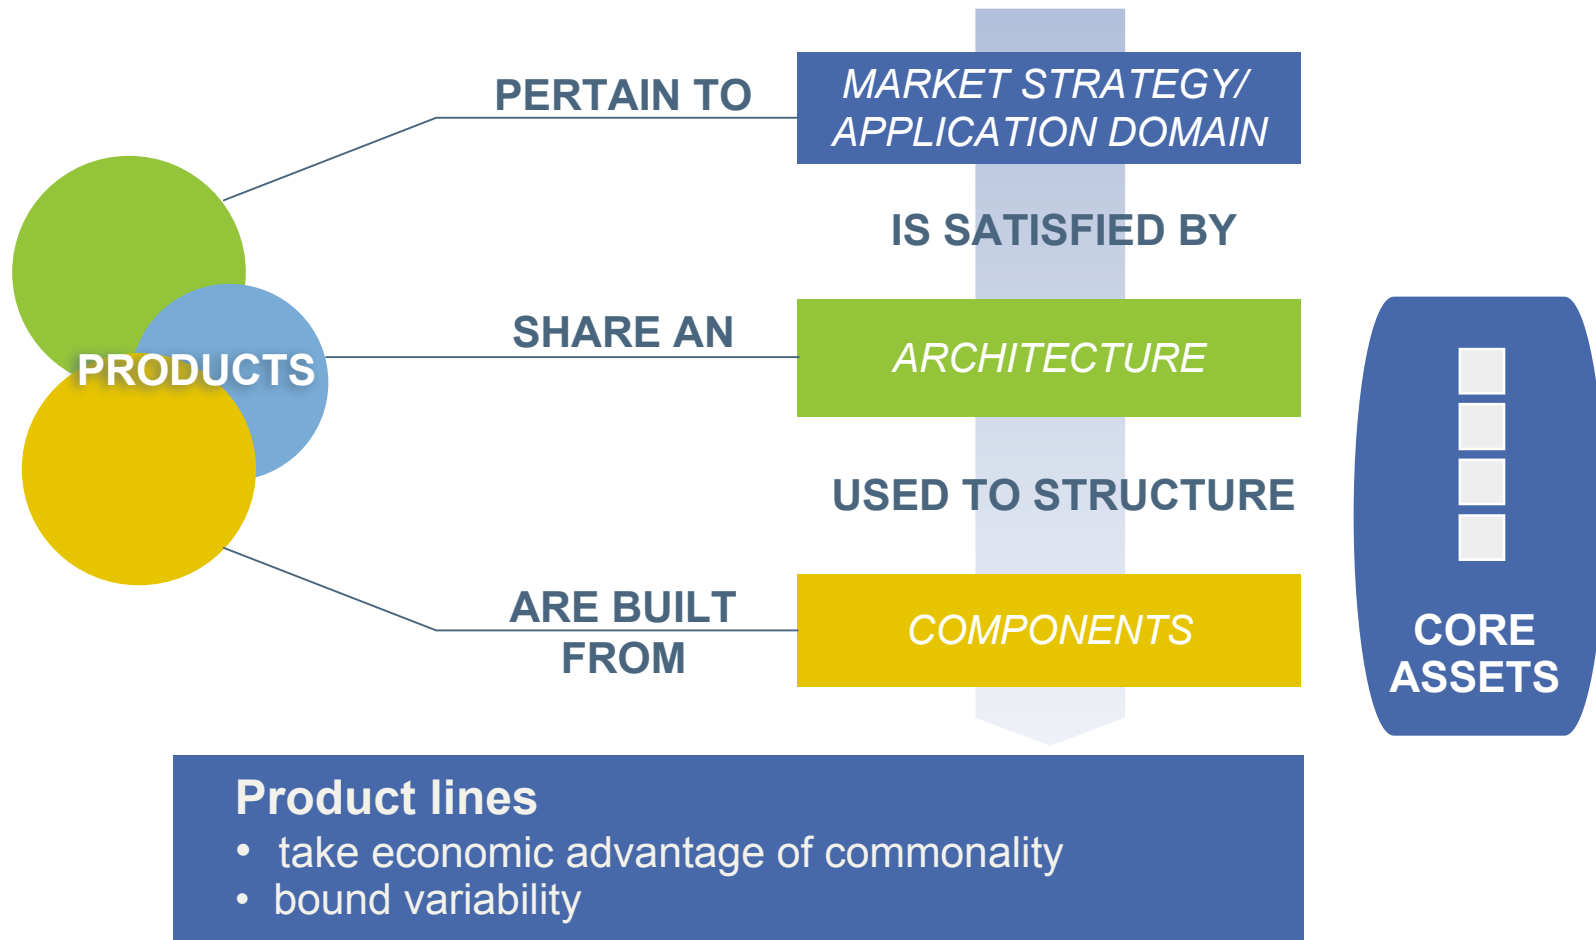 PERTAIN TO
MARKET STRATEGY/
APPLICATION DOMAIN
IS SATISFIED BY
SHARE AN
ARCHITECTURE
PRODUCTS
USED TO STRUCTURE
ARE BUILT
FROM
COMPONENTS
CORE
ASSETS
Product lines
• take economic advantage of commonality
• bound variability